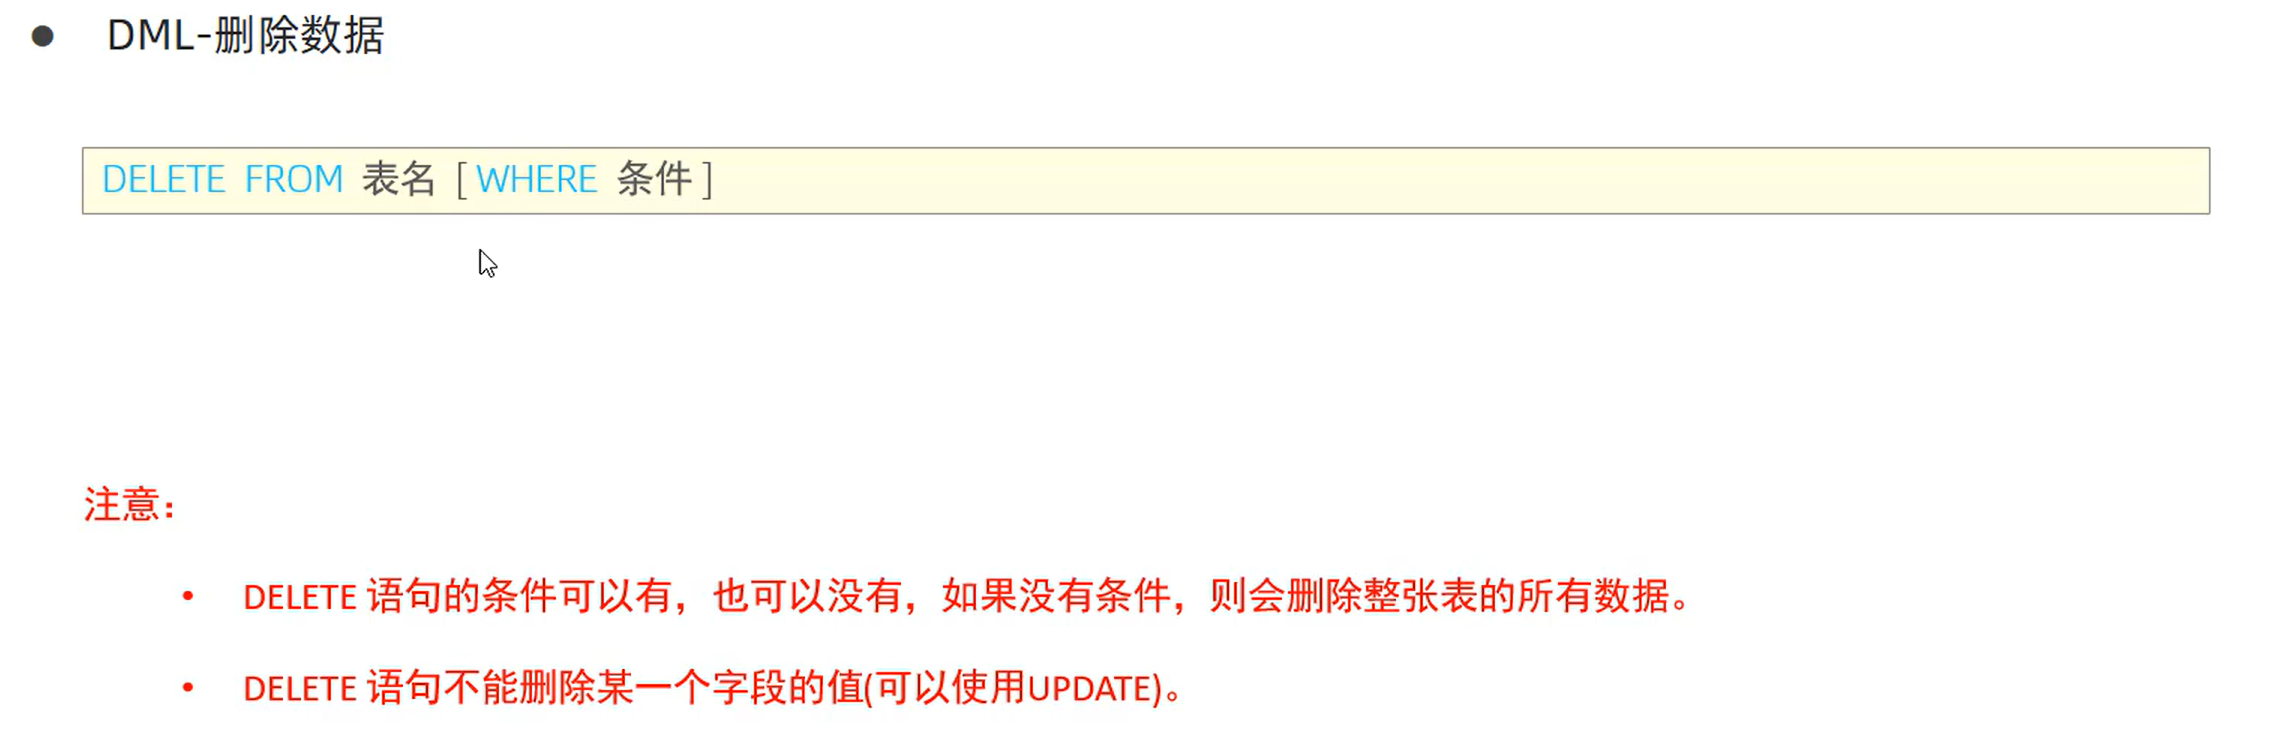 ● DML-删除数据
DELETE FROM 表名 [ WHERE 条件 ]
注意：
• DELETE 语句的条件可以有，也可以没有，如果没有条件，则会删除整张表的所有数据。
• DELETE 语句不能删除某一个字段的值(可以使用UPDATE)。